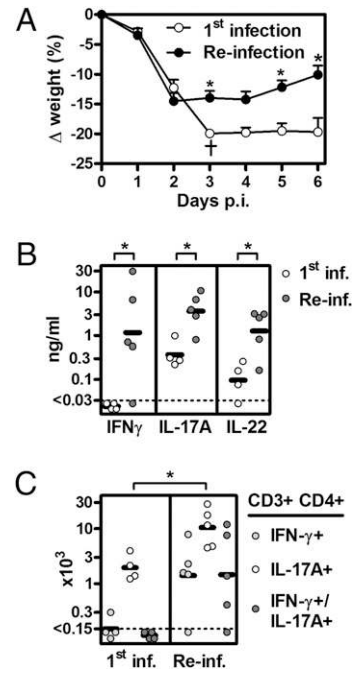 A
Δ weight (%)
0
-5
-10
-15
-20
-25
1st infection
Re-infection
*
*
*
†
0 1 2 3 4 5 6
Days p.i.
B
* * *
1st inf.
Re-inf.
ng/ml
30
10
3
1
0.3
0.1
<0.03
IFNγ IL-17A IL-22
C
*
x10³
30
10
3
1
0.3
<0.15
1st inf. Re-inf.
CD3+ CD4+
IFN-γ+
IL-17A+
IFN-γ+/
IL-17A+